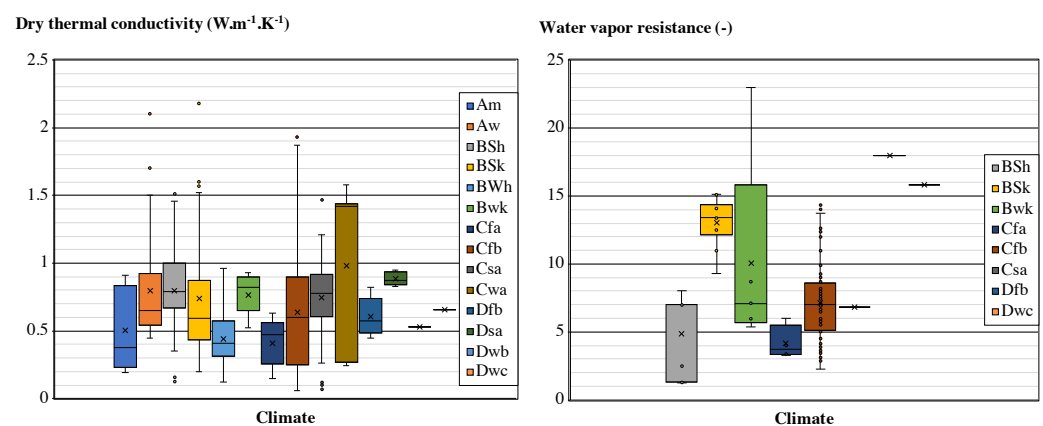 Dry thermal conductivity (W.m⁻¹.K⁻¹)
2.5
2
1.5
1
0.5
0
Climate
Am
Aw
BSh
BSk
BWh
Bwk
Cfa
Cfb
Csa
Cwa
Dfb
Dsa
Dwb
Dwc
Water vapor resistance (-)
25
20
15
10
5
0
Climate
BSh
BSk
Bwk
Cfa
Cfb
Csa
Dfb
Dwc